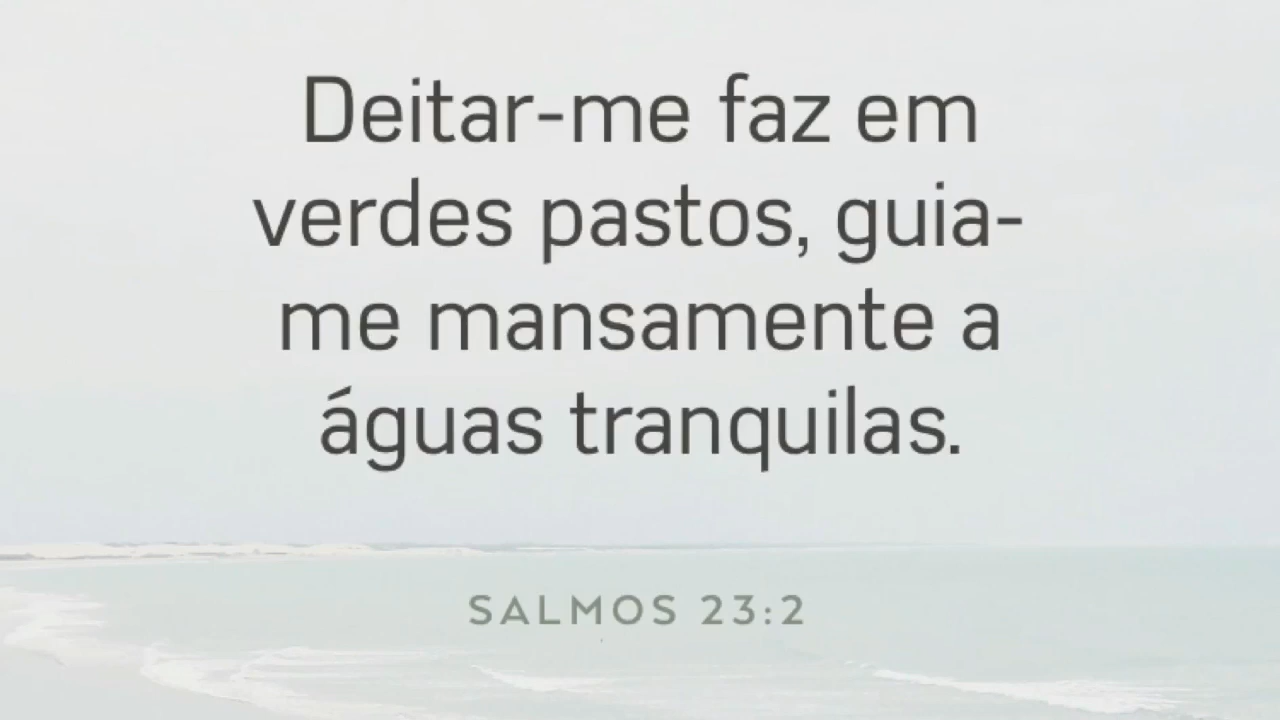 Deitar-me faz em
verdes pastos, guia-
me mansamente a
águas tranquilas.
SALMOS 23:2